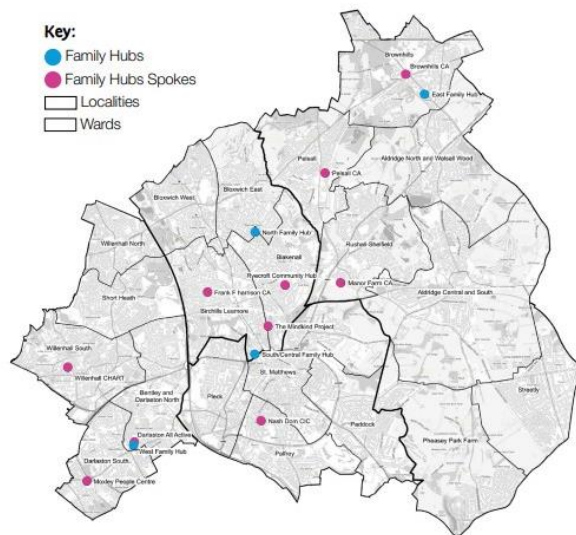 Key:
Family Hubs
Family Hubs Spokes
Localities
Wards
Brownhills
Brownhills CA
East Family Hub
Pelsall
Pelsall CA
Aldridge North and Walsall Wood
Bloxwich West
Bloxwich East
North Family Hub
Willenhall North
Blakenall
Rushall-Shelfield
Ryecroft Community Hub
Manor Farm CA
Short Heath
Frank F harrison CA
Birchills Leamore
Aldridge Central and South
The Mindkind Project
Willenhall South
South/Central Family Hub
Willenhall CHART
St. Matthews
Bentley and
Darlaston North
Pleck
Streetly
Nash Dom CIC
Paddock
Pheasey Park Farm
Darlaston All Active
West Family Hub
Palfrey
Darlaston South
Moxley People Centre